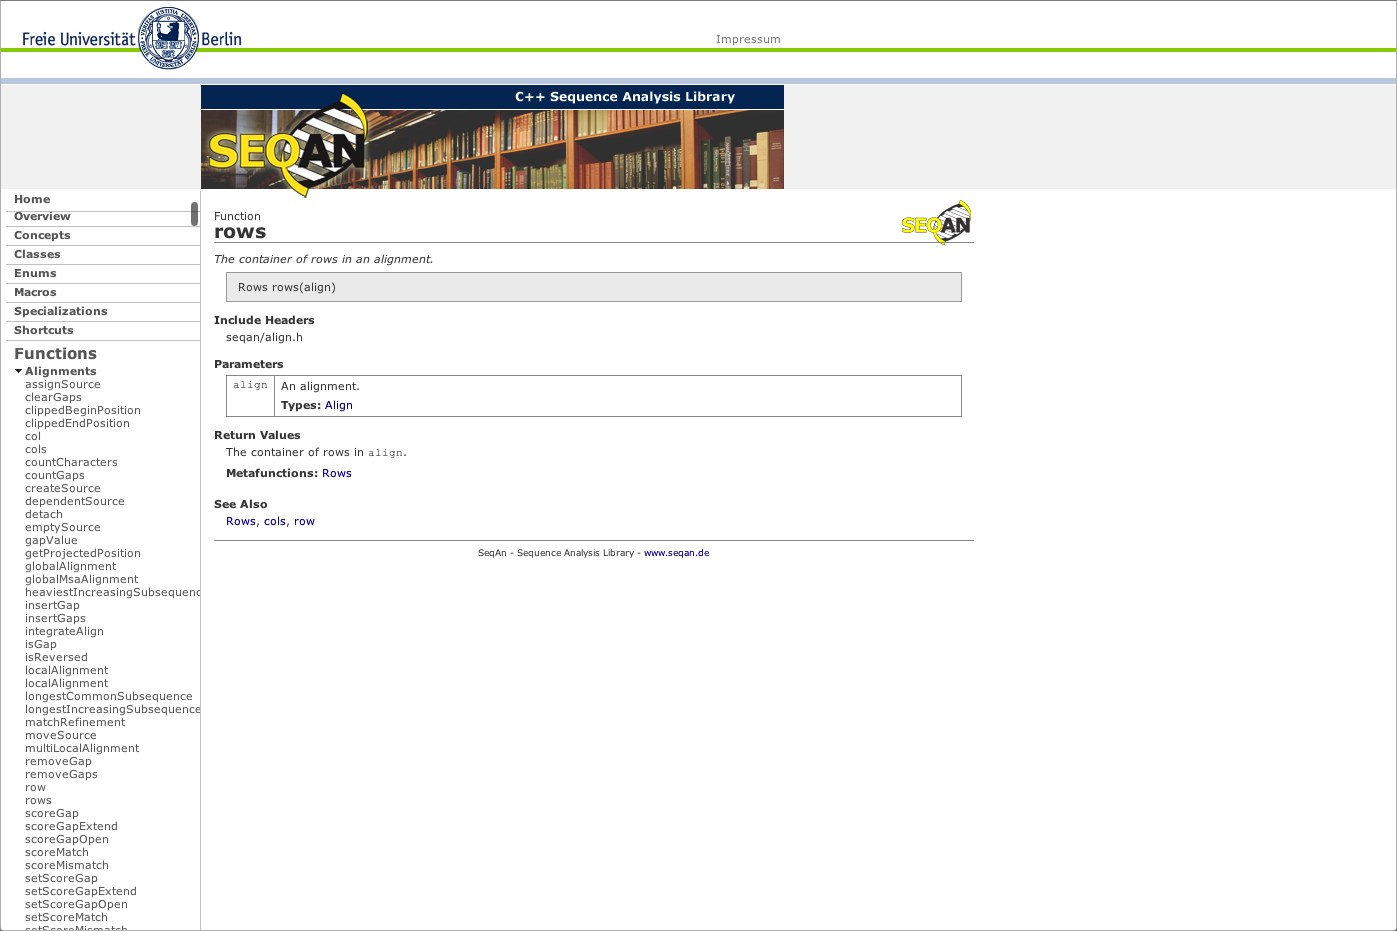 Freie Universität Berlin
Impressum
C++ Sequence Analysis Library
SEQAN
Home
Overview
Concepts
Classes
Enums
Macros
Specializations
Shortcuts
Functions
Alignments
assignSource
clearGaps
clippedBeginPosition
clippedEndPosition
col
cols
countCharacters
countGaps
createSource
dependentSource
detach
emptySource
gapValue
getProjectedPosition
globalAlignment
globalMsaAlignment
heaviestIncreasingSubsequenc
insertGap
insertGaps
integrateAlign
isGap
isReversed
localAlignment
localAlignment
longestCommonSubsequence
longestIncreasingSubsequence
matchRefinement
moveSource
multiLocalAlignment
removeGap
removeGaps
row
rows
scoreGap
scoreGapExtend
scoreGapOpen
scoreMatch
scoreMismatch
setScoreGap
setScoreGapExtend
setScoreGapOpen
setScoreMatch
setScoreMismatch
Function
rows
SEQAN
The container of rows in an alignment.
Rows rows(align)
Include Headers
seqan/align.h
Parameters
align An alignment.
Types: Align
Return Values
The container of rows in align.
Metafunctions: Rows
See Also
Rows, cols, row
SeqAn - Sequence Analysis Library - www.seqan.de